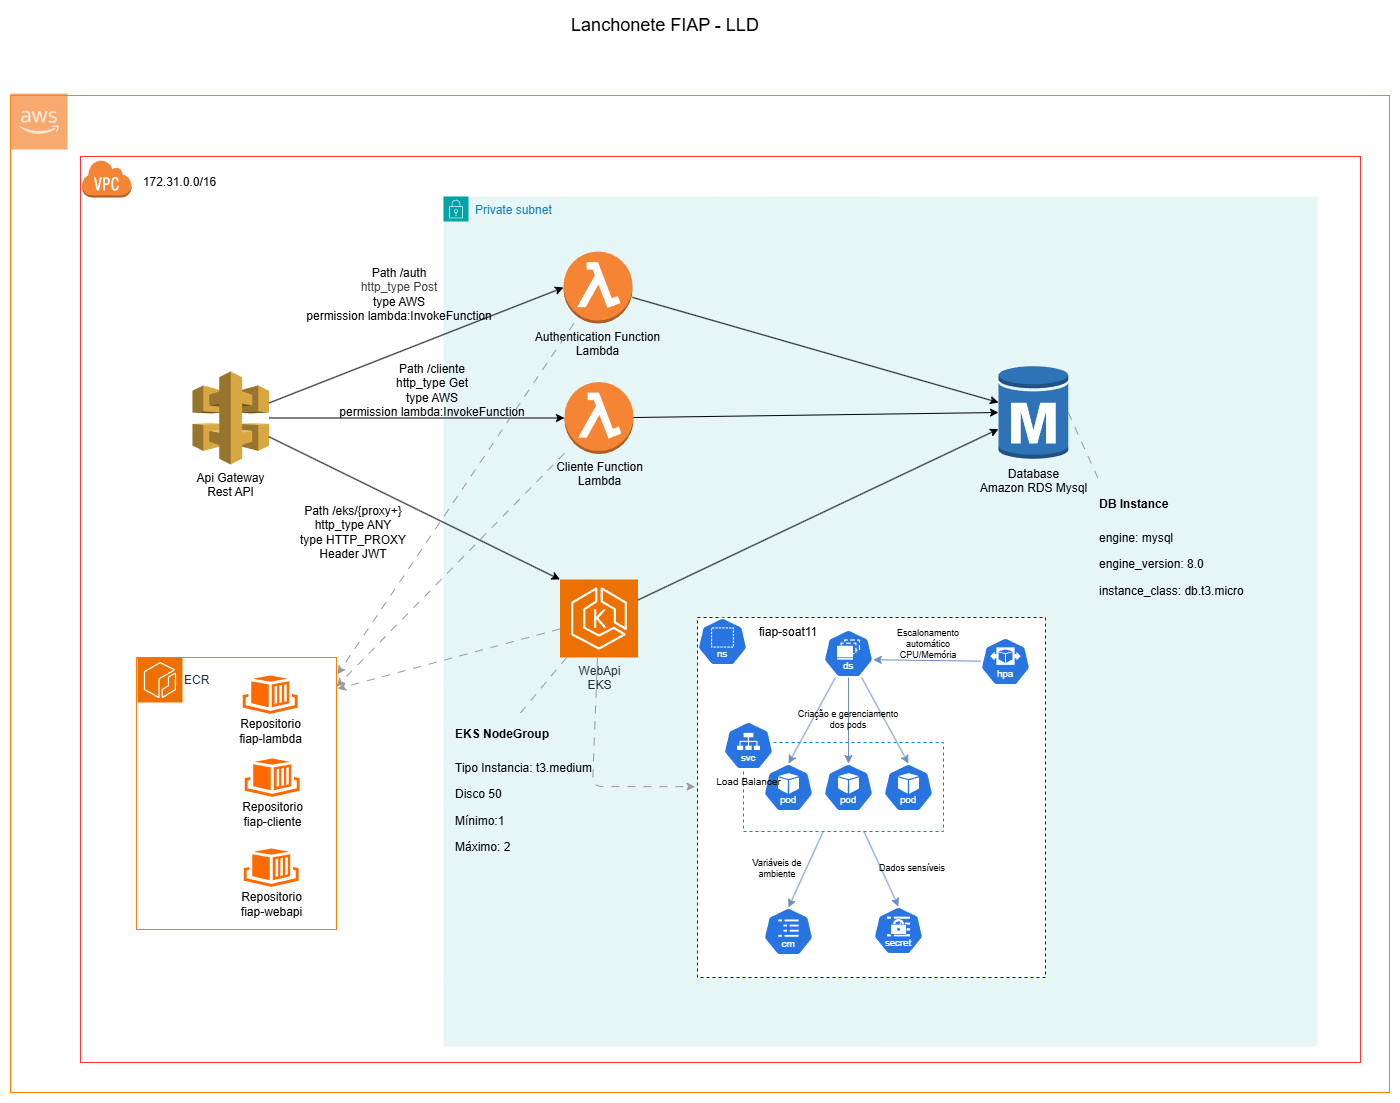 Lanchonete FIAP - LLD
aws
VPC
172.31.0.0/16
Private subnet
Path /auth
http_type Post
type AWS
permission lambda:InvokeFunction
Authentication Function
Lambda
Path /cliente
http_type Get
type AWS
permission lambda:InvokeFunction
Cliente Function
Lambda
Api Gateway
Rest API
M
Database
Amazon RDS Mysql
DB Instance
engine: mysql
engine_version: 8.0
instance_class: db.t3.micro
Path /eks/{proxy+}
http_type ANY
type HTTP_PROXY
Header JWT
K
WebApi
EKS
ECR
Repositorio
fiap-lambda
Repositorio
fiap-cliente
Repositorio
fiap-webapi
EKS NodeGroup
Tipo Instancia: t3.medium
Disco 50
Mínimo:1
Máximo: 2
ns
fiap-soat11
ds
Escalonamento
automático
CPU/Memória
hpa
Criação e gerenciamento
dos pods
svc
Load Balancer
pod
pod
pod
Variáveis de
ambiente
Dados sensíveis
cm
secret